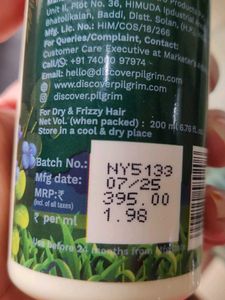 Unit II, Plot No. 36, HIMUDA Industrial
Bhatolikalan, Baddi, Distt. Solan, (H.P.)
Mfg. Lic. No.: HIM/COS/18/266
For Queries/Complaint, Contact:
Customer Care Executive at Marketer's
+91 74000 97974
Email: hello@discoverpilgrim.com
www.discoverpilgrim.com
discover.pilgrim
For Dry & Frizzy Hair
Net Vol. (when packed) : 200 ml
Store in a cool & dry place
Batch No.: NY5133
Mfg date: 07/25
MRP:₹ 395.00
(incl. of all taxes)
₹ per ml 1.98
Use before 24 months from Mfg